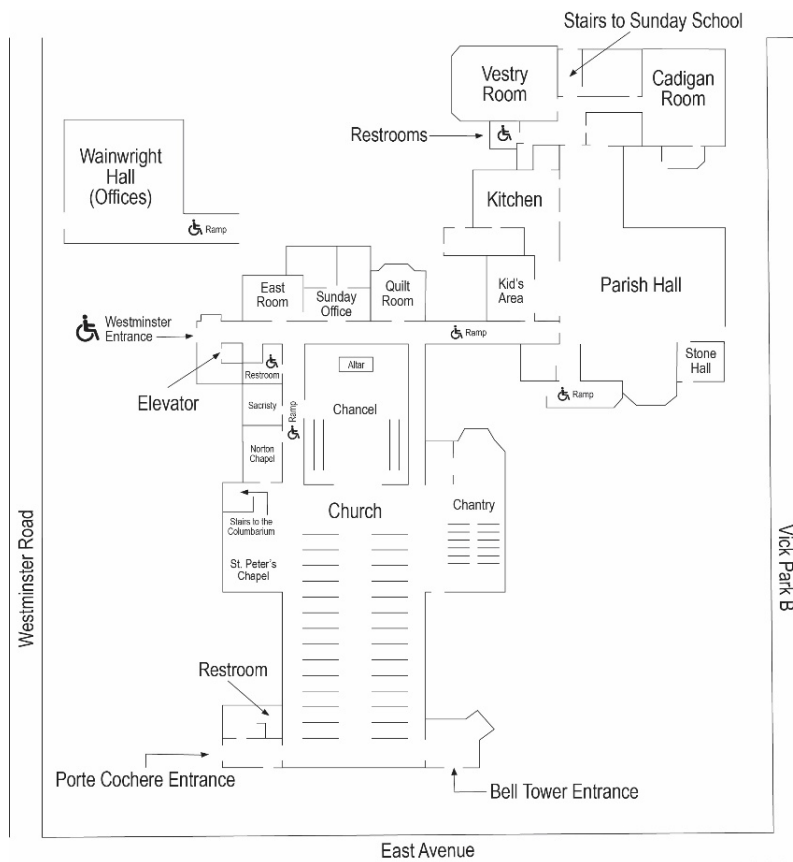 Stairs to Sunday School
Vestry
Room
Cadigan
Room
Restrooms
Wainwright
Hall
(Offices)
Ramp
Kitchen
East
Room
Sunday
Office
Quilt
Room
Kid's
Area
Parish Hall
Westminster
Entrance
Ramp
Stone
Hall
Elevator
Restroom
Altar
Sacristy
Ramp
Chancel
Ramp
Norton
Chapel
Church
Chantry
Stairs to the
Columbarium
St. Peter's
Chapel
Westminster Road
Vick Park B
Restroom
Porte Cochere Entrance
Bell Tower Entrance
East Avenue